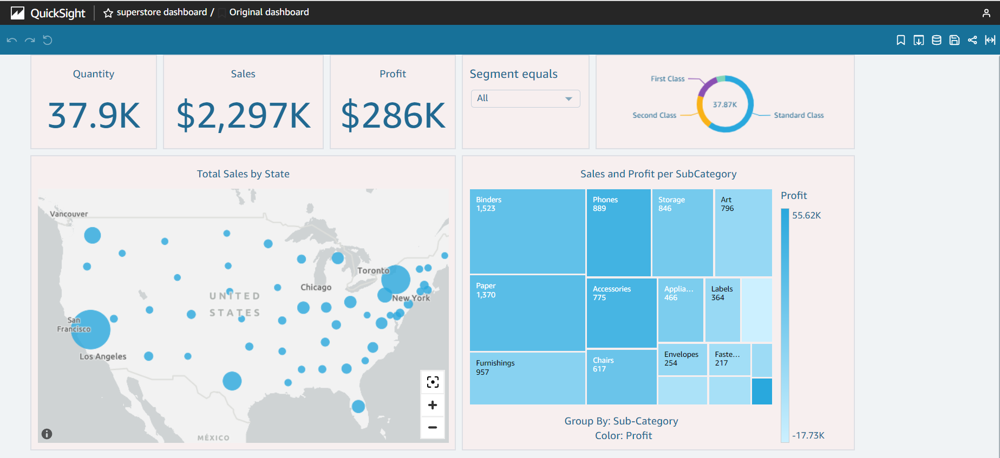 QuickSight
superstore dashboard / Original dashboard
Quantity
37.9K
Sales
$2,297K
Profit
$286K
Segment equals
All
First Class
37.87K
Second Class
Standard Class
Total Sales by State
Vancouver
Toronto
Chicago
New York
UNITED
STATES
San
Francisco
Los Angeles
MÉXICO
Sales and Profit per SubCategory
Binders
1,523
Phones
889
Storage
846
Art
796
Paper
1,370
Accessories
775
Applia...
466
Labels
364
Furnishings
957
Chairs
617
Envelopes
254
Faste...
217
Profit
55.62K
-17.73K
Group By: Sub-Category
Color: Profit